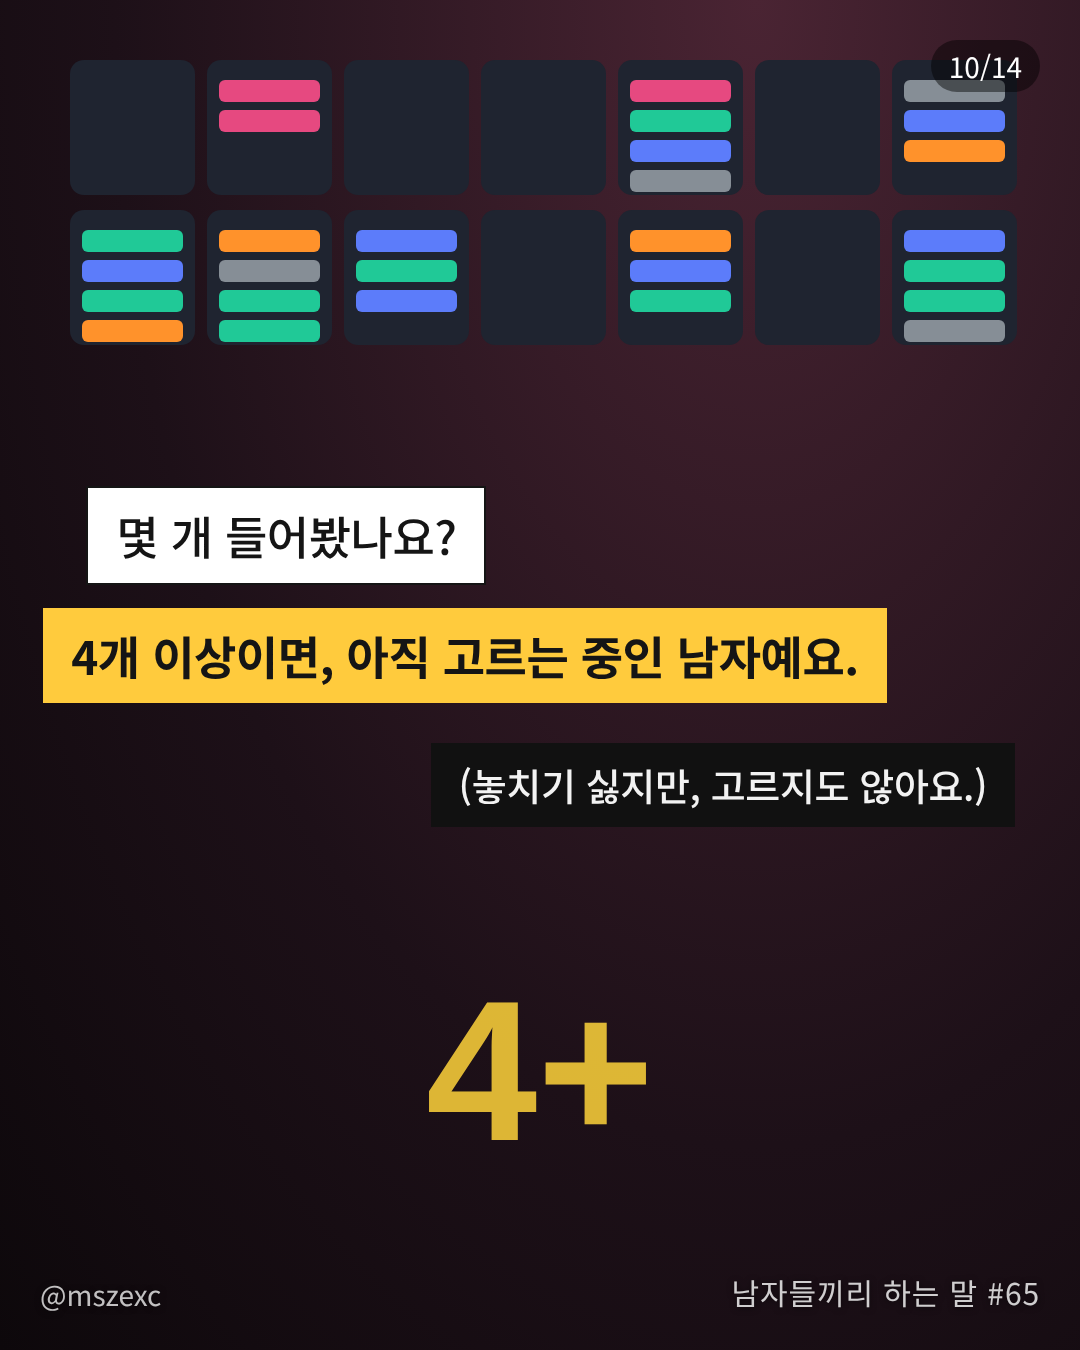 10/14
몇 개 들어봤나요?
4개 이상이면, 아직 고르는 중인 남자예요.
(놓치기 싫지만, 고르지도 않아요.)
4+
@mszexc
남자들끼리 하는 말 #65